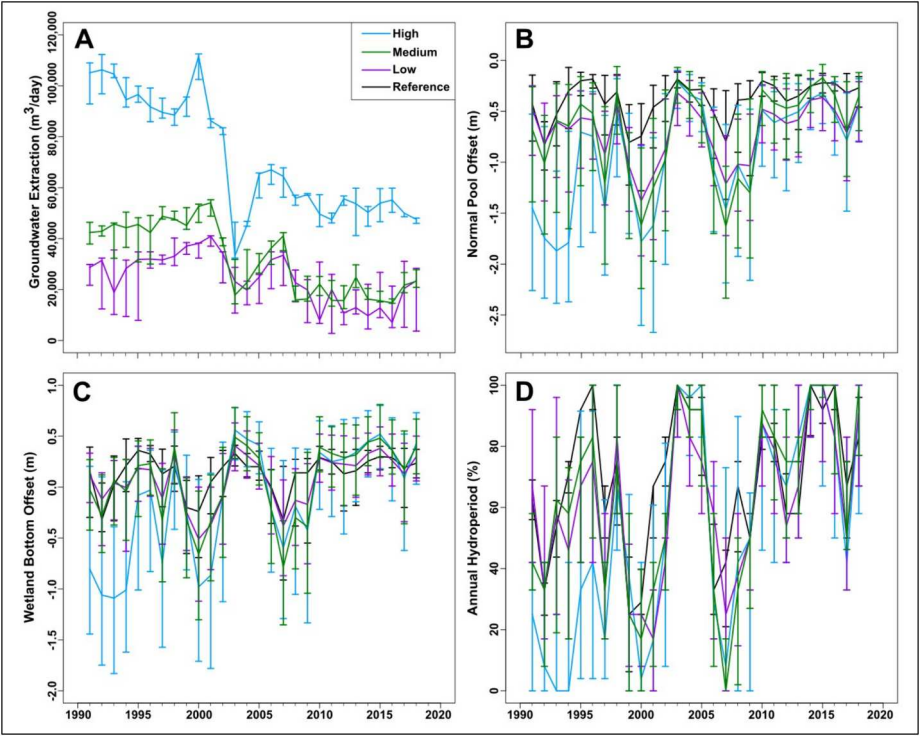 A
High
Medium
Low
Reference
Groundwater Extraction (m³/day)
120,000
100,000
80,000
60,000
40,000
20,000
0
B
Normal Pool Offset (m)
0.0
-0.5
-1.0
-1.5
-2.0
-2.5
C
Wetland Bottom Offset (m)
1.0
0.5
0.0
-0.5
-1.0
-1.5
-2.0
1990 1995 2000 2005 2010 2015 2020
D
Annual Hydroperiod (%)
100
80
60
40
20
0
1990 1995 2000 2005 2010 2015 2020